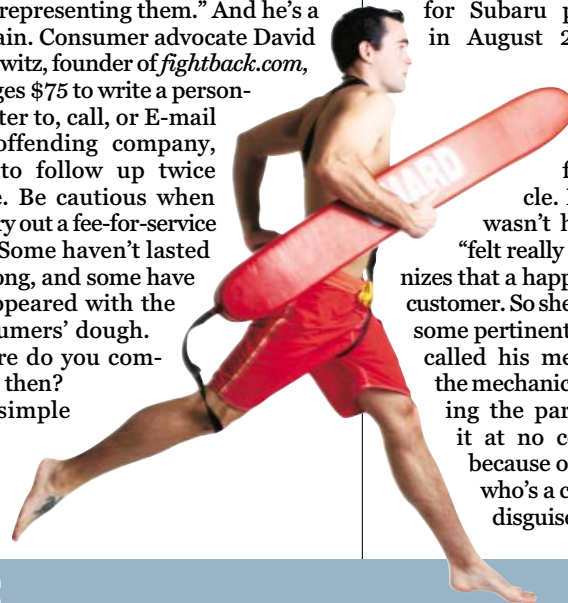 representing them.” And he’s a
ain. Consumer advocate David
witz, founder of fightback.com,
ges $75 to write a person-
ter to, call, or E-mail
offending company,
to follow up twice
e. Be cautious when
ry out a fee-for-service
Some haven’t lasted
ong, and some have
ppeared with the
umers’ dough.
re do you com-
then?
simple
UARD
for Subaru p
in August 2
f
cle.
wasn’t h
“felt really
nizes that a happ
customer. So she
some pertinent
called his me
the mechanic
ing the par
it at no c
because o
who’s a c
disguise